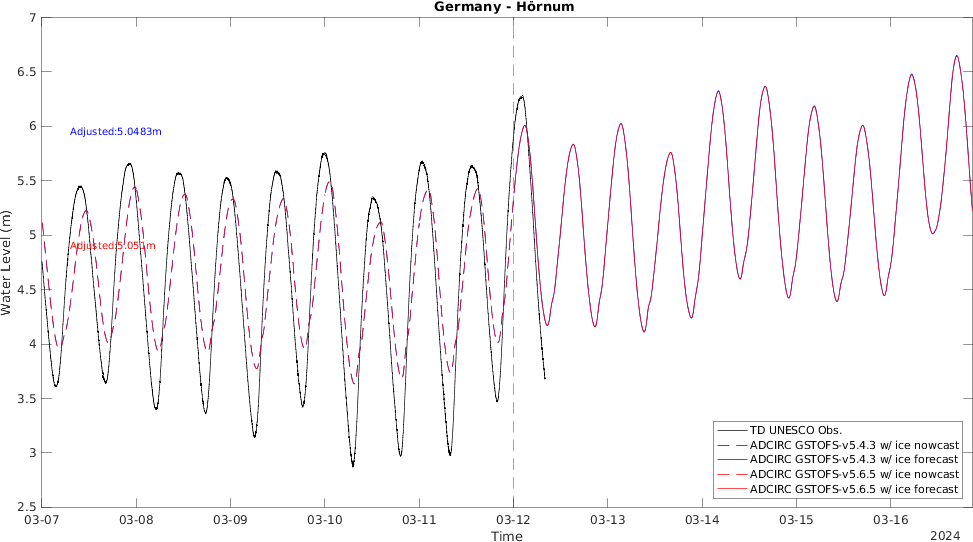 Germany - Hörnum
7
6.5
6
5.5
5
4.5
4
3.5
3
2.5
Water Level (m)
Adjusted:5.0483m
TD UNESCO Obs.
ADCIRC GSTOFS-v5.4.3 w/ ice nowcast
ADCIRC GSTOFS-v5.4.3 w/ ice forecast
ADCIRC GSTOFS-v5.6.5 w/ ice nowcast
ADCIRC GSTOFS-v5.6.5 w/ ice forecast
03-07 03-08 03-09 03-10 03-11 03-12 03-13 03-14 03-15 03-16
Time
2024